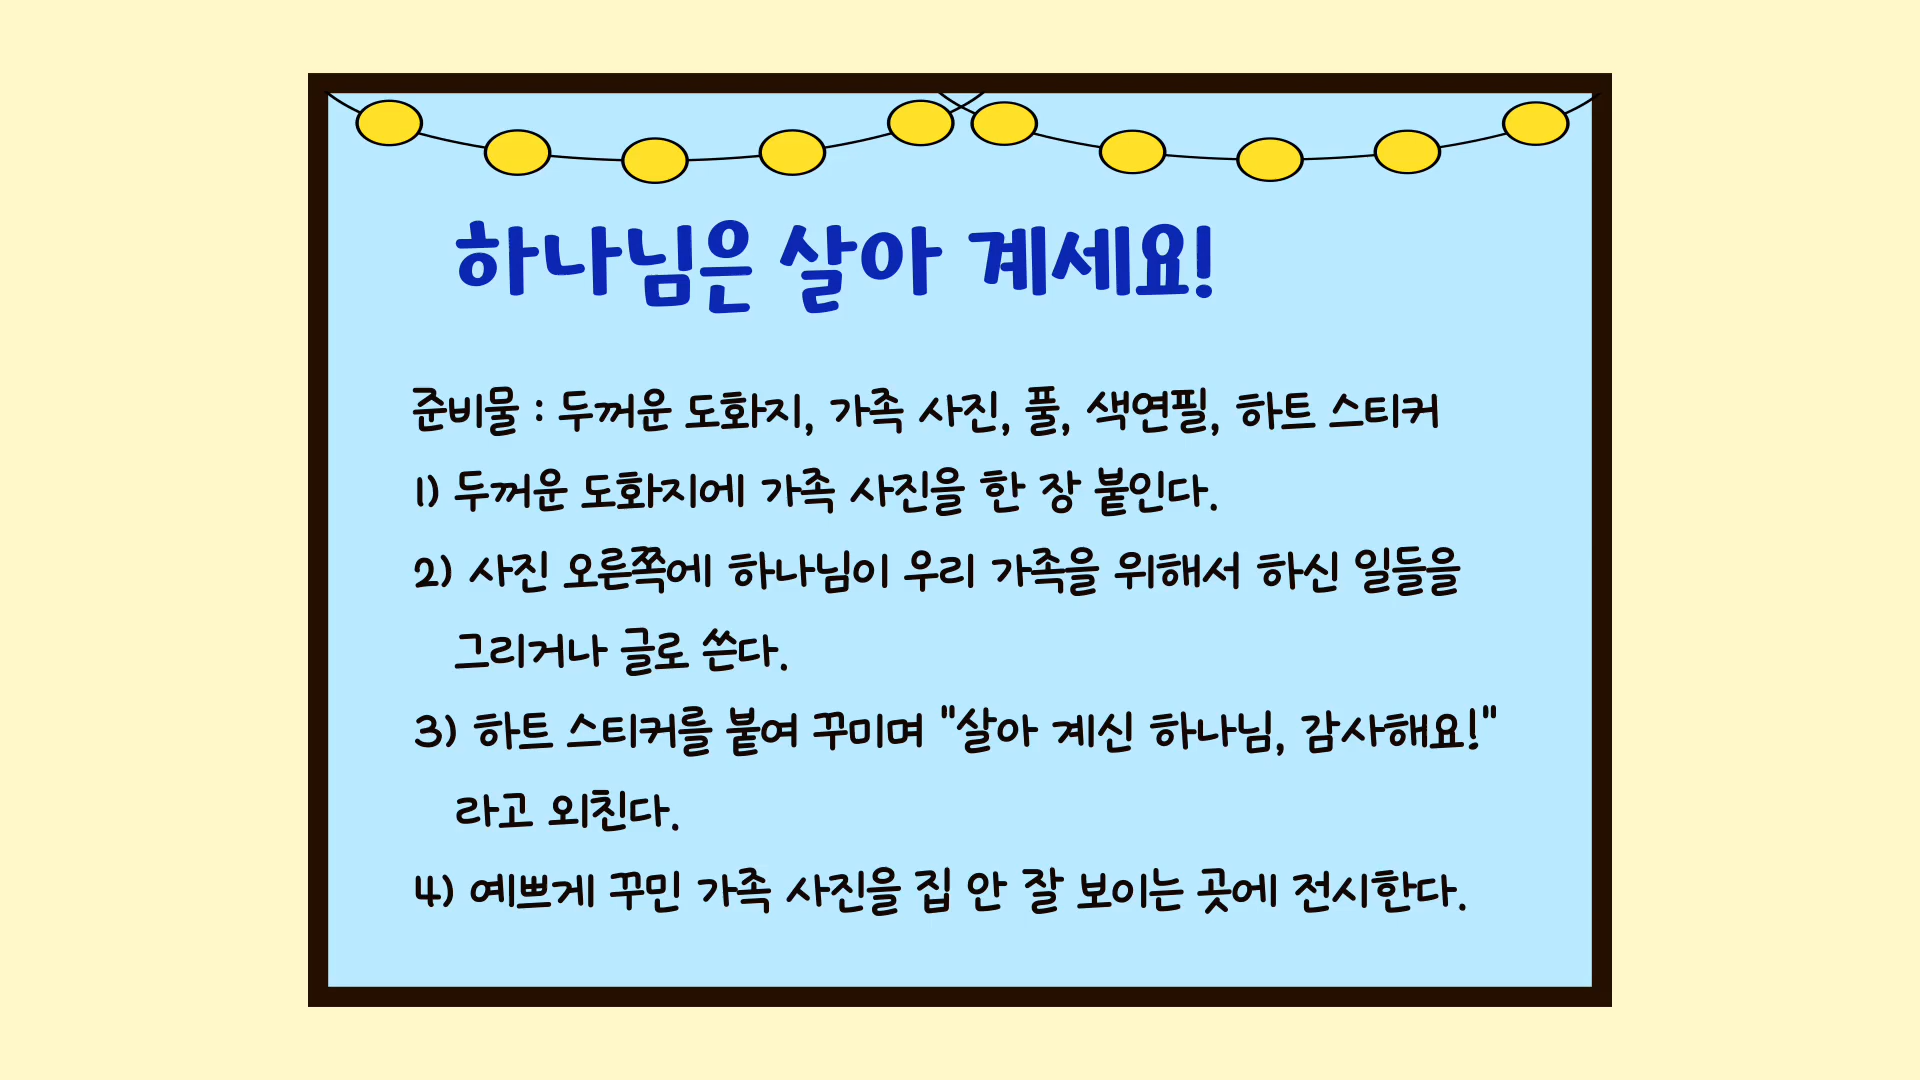 하나님은 살아 계세요!
준비물 : 두꺼운 도화지, 가족 사진, 풀, 색연필, 하트 스티커
1) 두꺼운 도화지에 가족 사진을 한 장 붙인다.
2) 사진 오른쪽에 하나님이 우리 가족을 위해서 하신 일들을
그리거나 글로 쓴다.
3) 하트 스티커를 붙여 꾸미며 "살아 계신 하나님, 감사해요!"
라고 외친다.
4) 예쁘게 꾸민 가족 사진을 집 안 잘 보이는 곳에 전시한다.